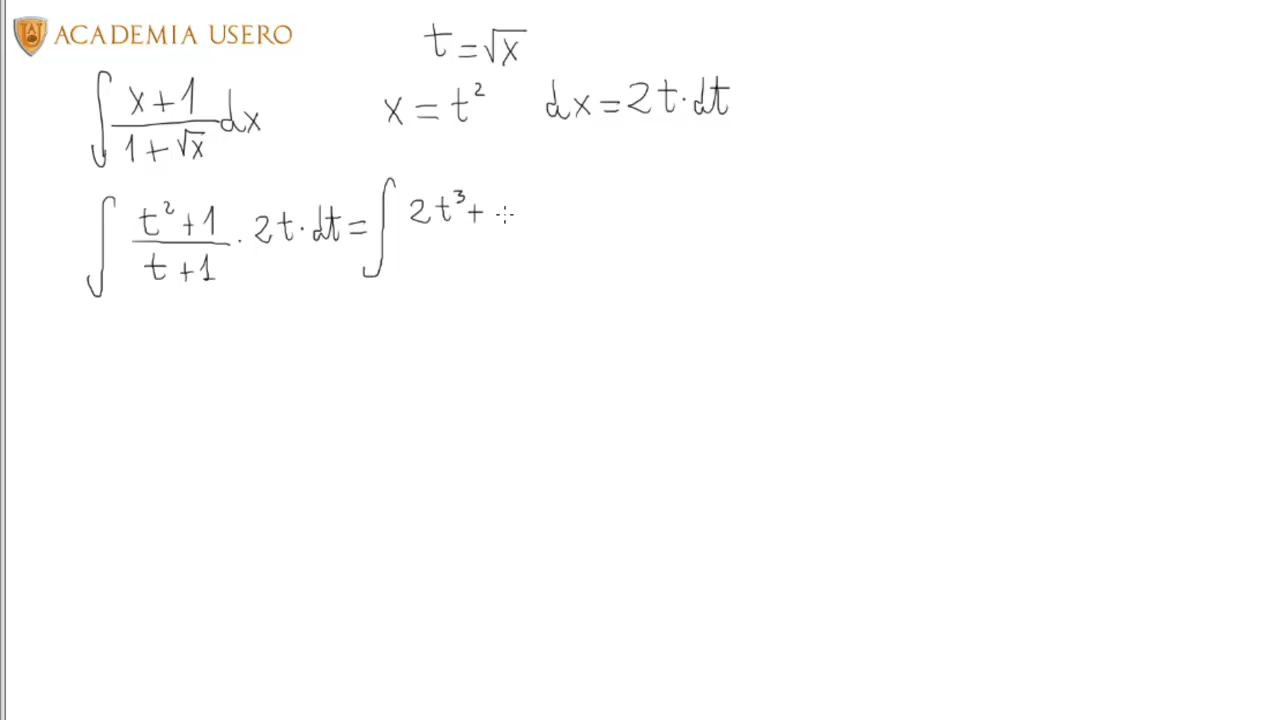 ACADEMIA USERO
t = √x
∫ (x+1)/(1+√x) dx    x = t²    dx = 2t·dt
∫ (t²+1)/(t+1) · 2t·dt = ∫ 2t³ +